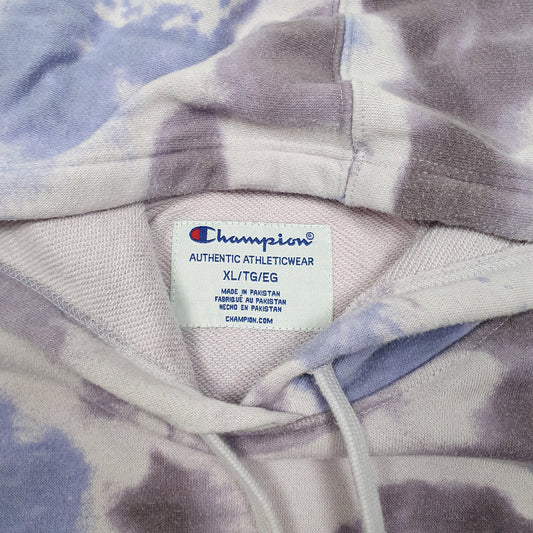 Champion®
AUTHENTIC ATHLETICWEAR
XL/TG/EG
MADE IN PAKISTAN
FABRIQUÉ AU PAKISTAN
HECHO EN PAKISTAN
CHAMPION.COM